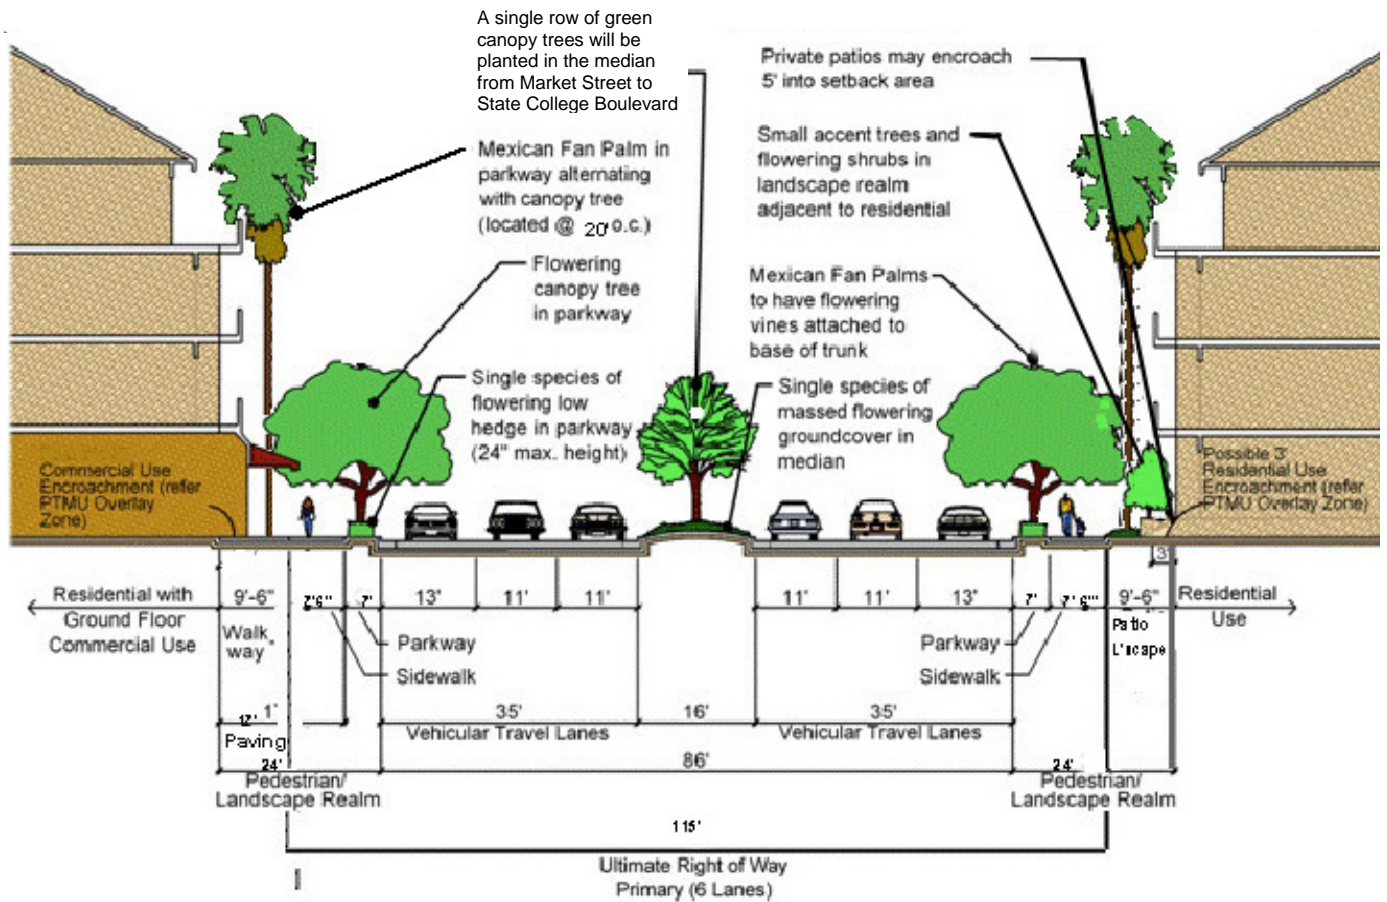 A single row of green
canopy trees will be
planted in the median
from Market Street to
State College Boulevard
Mexican Fan Palm in
parkway alternating
with canopy tree
(located @ 20' o.c.)
Flowering
canopy tree
in parkway
Single species of
flowering low
hedge in parkway
(24" max. height)
Private patios may encroach
5' into setback area
Small accent trees and
flowering shrubs in
landscape realm
adjacent to residential
Mexican Fan Palms
to have flowering
vines attached to
base of trunk
Single species of
massed flowering
groundcover in
median
Commercial Use
Encroachment (refer
PTMU Overlay
Zone)
Possible 3'
Residential Use
Encroachment (refer
PTMU Overlay Zone)
3'
Residential with
Ground Floor
Commercial Use
9'-6"
7'6"
7'
13"
11'
11'
11'
11'
13"
7'
7' 6"
9'-6"
Residential
Use
Walk
way
Parkway
Sidewalk
Parkway
Sidewalk
Patio
L'scape
Paving
35'
16'
35'
Vehicular Travel Lanes
Vehicular Travel Lanes
24'
86'
24'
Pedestrian/
Landscape Realm
Pedestrian/
Landscape Realm
115'
Ultimate Right of Way
Primary (6 Lanes)